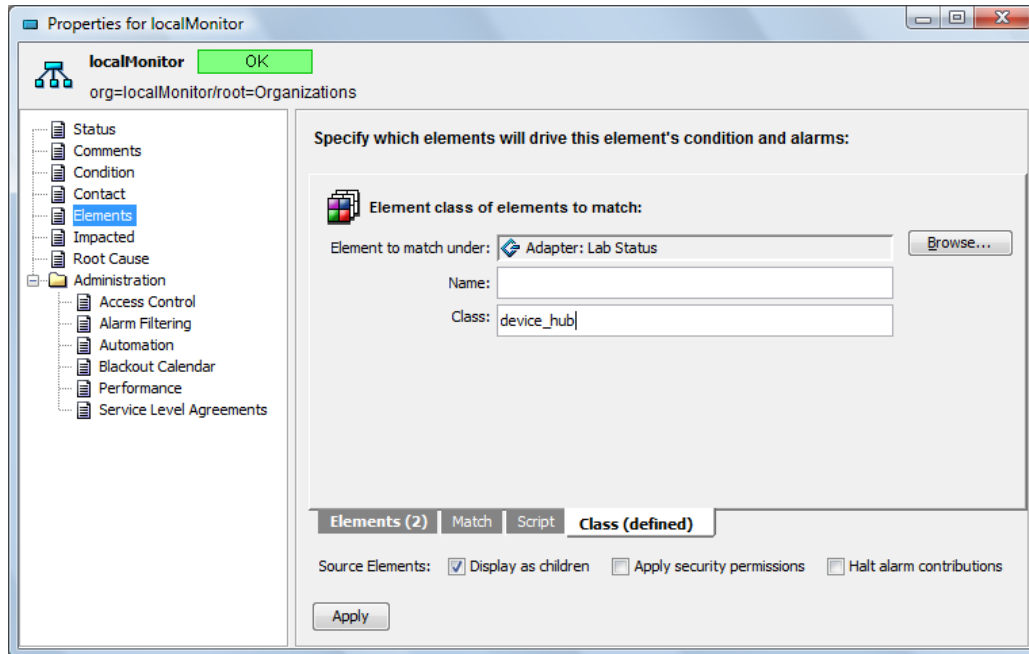 Properties for localMonitor
localMonitor OK
org=localMonitor/root=Organizations
Status
Comments
Condition
Contact
Elements
Impacted
Root Cause
Administration
Access Control
Alarm Filtering
Automation
Blackout Calendar
Performance
Service Level Agreements
Specify which elements will drive this element's condition and alarms:
Element class of elements to match:
Element to match under: Adapter: Lab Status Browse...
Name:
Class: device_hub
Elements (2) Match Script Class (defined)
Source Elements: Display as children Apply security permissions Halt alarm contributions
Apply